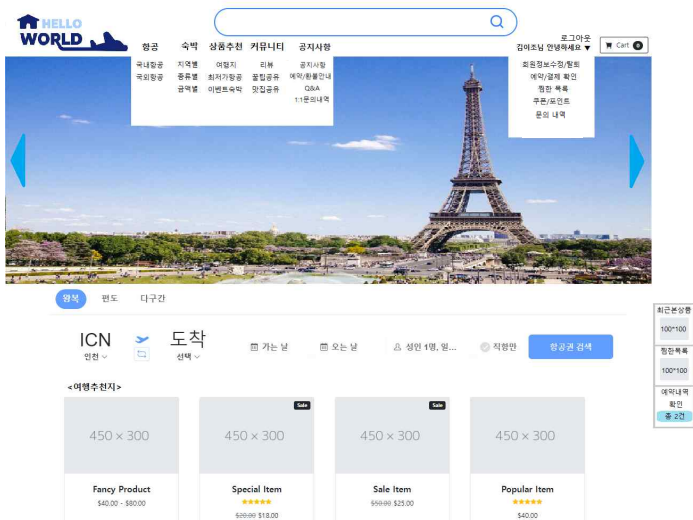 HELLO
WORLD
로그아웃
김이조님 안녕하세요 ▼
Cart 0
항공 숙박 상품추천 커뮤니티 공지사항
국내항공 지역별 여행지 리뷰 공지사항
국외항공 종류별 최저가항공 꿀팁공유 예약/환불안내
금액별 이벤트숙박 맛집공유 Q&A
1:1문의내역
회원정보수정/탈퇴
예약/결제 확인
찜한 목록
쿠폰/포인트
문의 내역
왕복 편도 다구간
ICN 도착
인천 선택
가는 날 오는 날 성인 1명, 일... 직항만 항공권 검색
<여행추천지>
Sale Sale
450 × 300 450 × 300 450 × 300 450 × 300
Fancy Product Special Item Sale Item Popular Item
$40.00 - $80.00 $20.00 $18.00 $50.00 $25.00 $40.00
최근본상품
100*100
찜한목록
100*100
예약내역
확인
총 2건